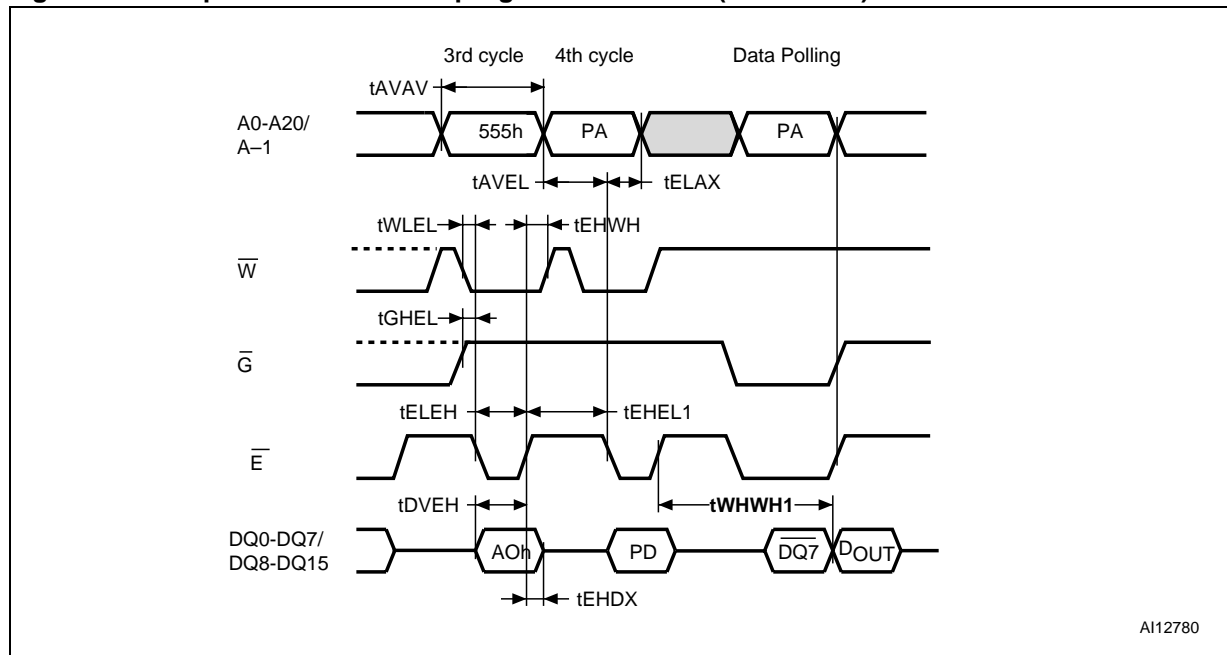 3rd cycle 4th cycle Data Polling
tAVAV
A0-A20/
A–1
555h PA PA
tAVEL tELAX
tWLEL tEHWH
W
tGHEL
G
tELEH tEHEL1
E
tDVEH tWHWH1
DQ0-DQ7/
DQ8-DQ15
AOh PD DQ7 DOUT
tEHDX
AI12780